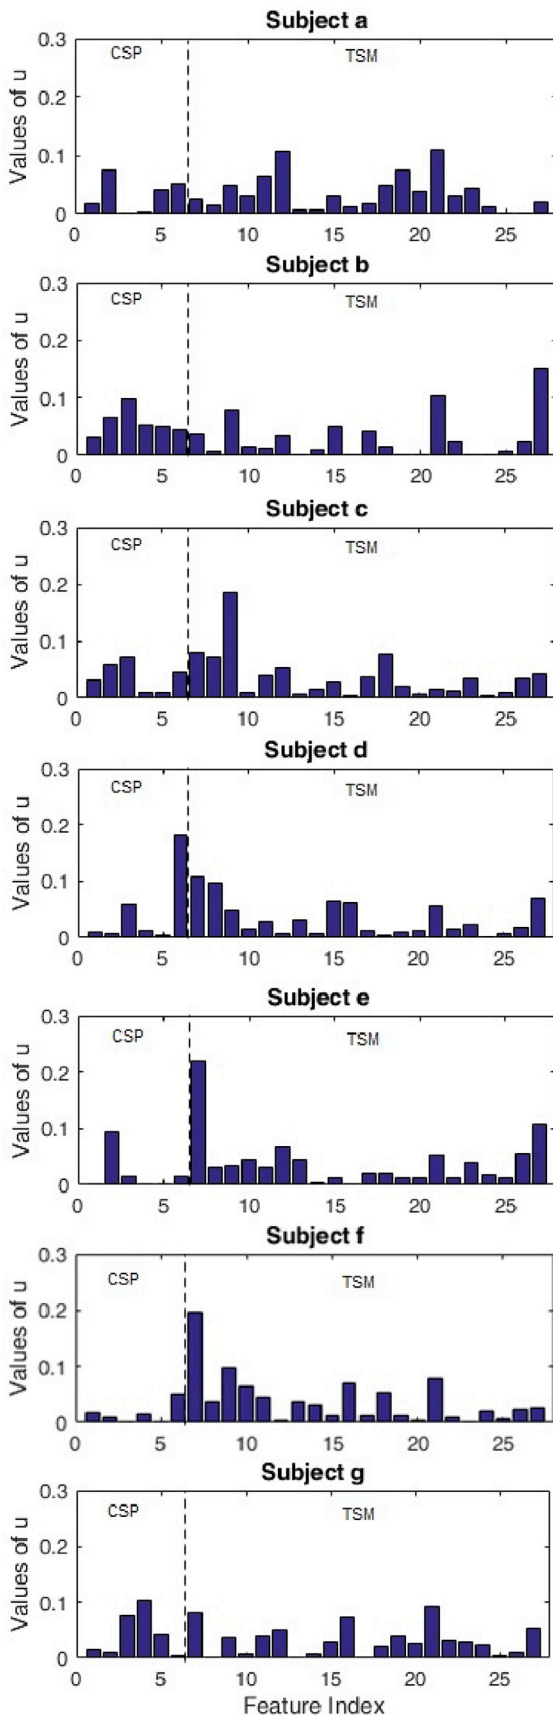 Subject a
CSP TSM
Values of u
0.3
0.2
0.1
0
0 5 10 15 20 25
Subject b
CSP TSM
Values of u
0.3
0.2
0.1
0
0 5 10 15 20 25
Subject c
CSP TSM
Values of u
0.3
0.2
0.1
0
0 5 10 15 20 25
Subject d
CSP TSM
Values of u
0.3
0.2
0.1
0
0 5 10 15 20 25
Subject e
CSP TSM
Values of u
0.3
0.2
0.1
0
0 5 10 15 20 25
Subject f
CSP TSM
Values of u
0.3
0.2
0.1
0
0 5 10 15 20 25
Subject g
CSP TSM
Values of u
0.3
0.2
0.1
0
0 5 10 15 20 25
Feature Index